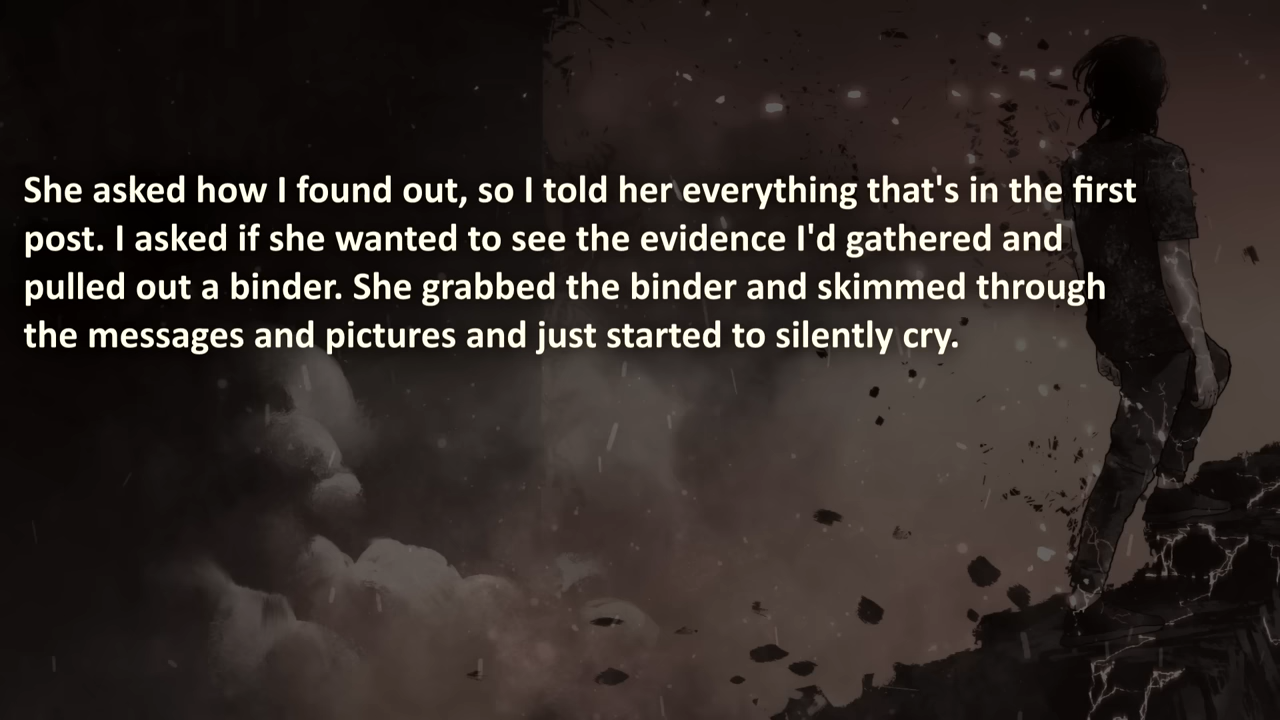 She asked how I found out, so I told her everything that's in the first
post. I asked if she wanted to see the evidence I'd gathered and
pulled out a binder. She grabbed the binder and skimmed through
the messages and pictures and just started to silently cry.